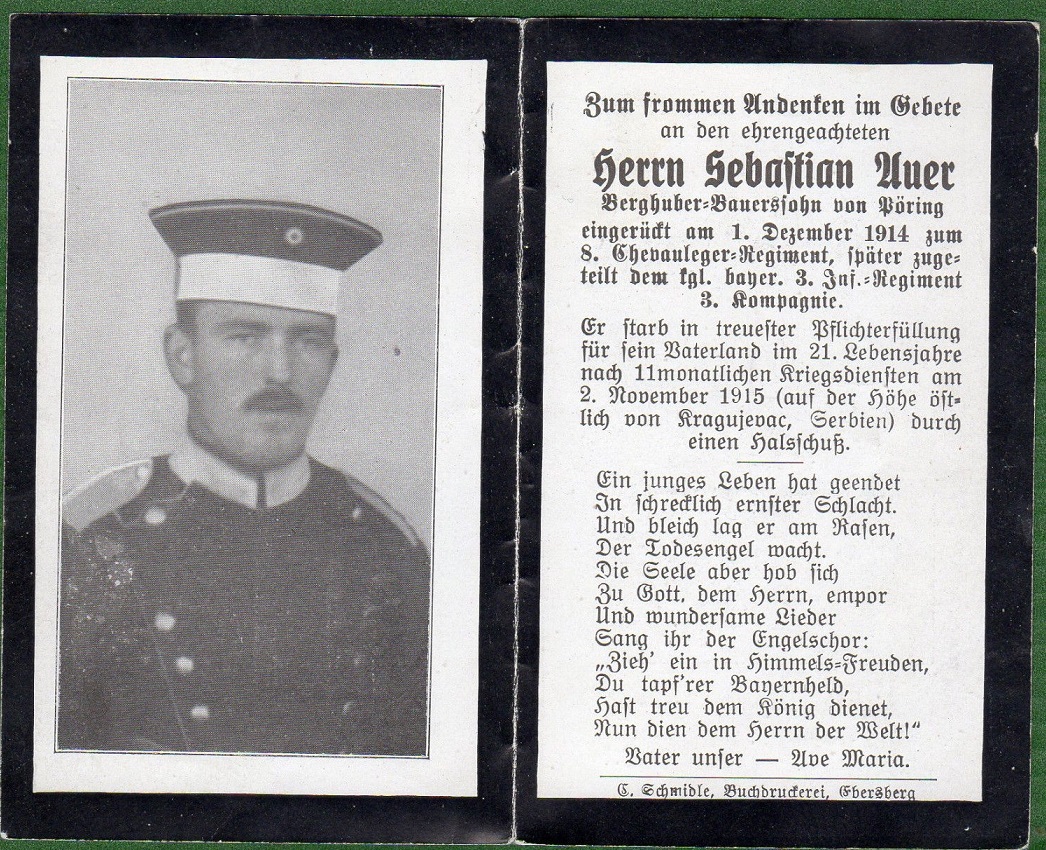 Zum frommen Andenken im Gebete
an den ehrengeachteten
Herrn Sebastian Auer
Berghuber-Bauerssohn von Pöring
eingerückt am 1. Dezember 1914 zum
8. Chevauleger-Regiment, später zuge-
teilt dem kgl. bayer. 3. Inf.-Regiment
3. Kompagnie.
Er starb in treuester Pflichterfüllung
für sein Vaterland im 21. Lebensjahre
nach 11monatlichen Kriegsdiensten am
2. November 1915 (auf der Höhe öst-
lich von Kragujevac, Serbien) durch
einen Halsschuß.
Ein junges Leben hat geendet
In schrecklich ernster Schlacht.
Und bleich lag er am Rasen,
Der Todesengel wacht.
Die Seele aber hob sich
Zu Gott, dem Herrn, empor
Und wundersame Lieder
Sang ihr der Engelschor:
„Zieh' ein in Himmels-Freuden,
Du tapf'rer Bayernheld,
Hast treu dem König dienet,
Nun dien dem Herrn der Welt!“
Vater unser — Ave Maria.
C. Schmidle, Buchdruckerei, Ebersberg